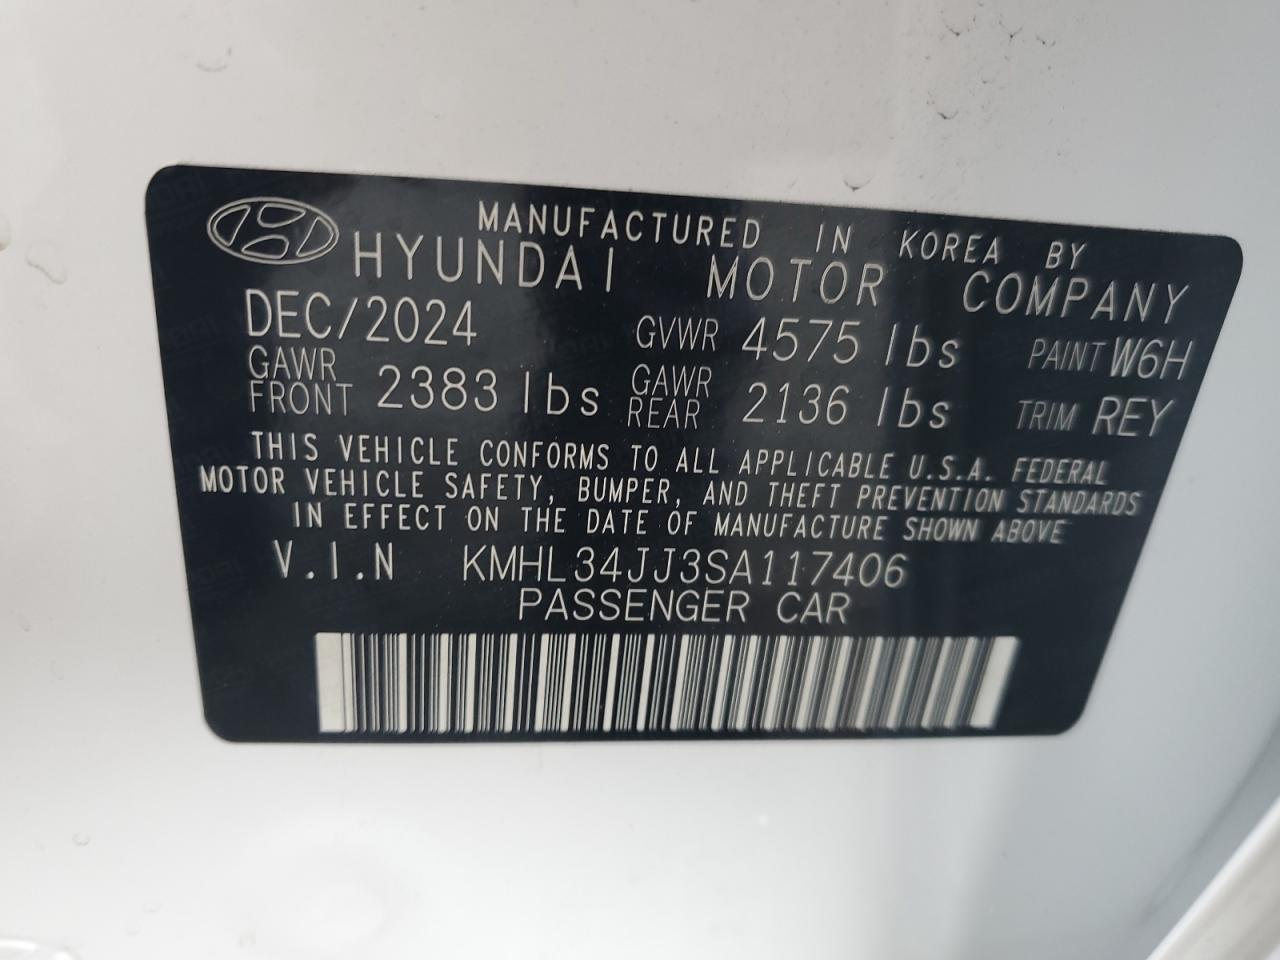 MANUFACTURED IN KOREA BY
HYUNDAI MOTOR COMPANY
DEC/2024 GVWR 4575 lbs PAINT W6H
GAWR FRONT 2383 lbs GAWR REAR 2136 lbs TRIM REY
THIS VEHICLE CONFORMS TO ALL APPLICABLE U.S.A. FEDERAL
MOTOR VEHICLE SAFETY, BUMPER, AND THEFT PREVENTION STANDARDS
IN EFFECT ON THE DATE OF MANUFACTURE SHOWN ABOVE
V.I.N KMHL34JJ3SA117406
PASSENGER CAR